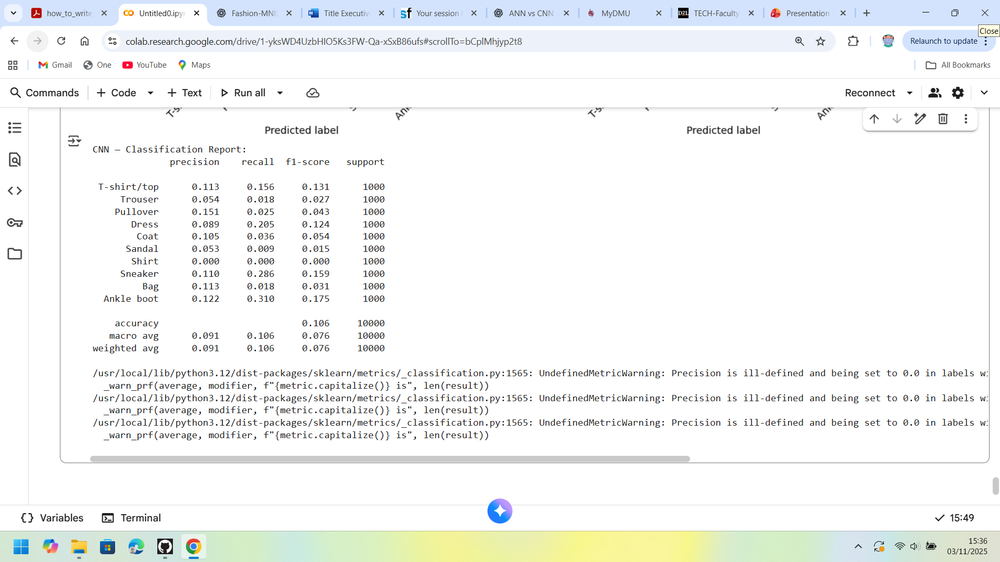 how_to_write
Untitled0.ipyn
Fashion-MNIS
Title Executive
Your session
ANN vs CNN
MyDMU
TECH-Faculty
Presentation
Close
colab.research.google.com/drive/1-yksWD4UzbHIO5Ks3FW-Qa-xSxB86ufs#scrollTo=bCplMhjyp2t8
Relaunch to update
Gmail
One
YouTube
Maps
All Bookmarks
Commands
+ Code
+ Text
Run all
Reconnect
T-s
Ank
T-s
Ank
Predicted label
Predicted label
CNN — Classification Report:
precision recall f1-score support
T-shirt/top 0.113 0.156 0.131 1000
Trouser 0.054 0.018 0.027 1000
Pullover 0.151 0.025 0.043 1000
Dress 0.089 0.205 0.124 1000
Coat 0.105 0.036 0.054 1000
Sandal 0.053 0.009 0.015 1000
Shirt 0.000 0.000 0.000 1000
Sneaker 0.110 0.286 0.159 1000
Bag 0.113 0.018 0.031 1000
Ankle boot 0.122 0.310 0.175 1000
accuracy 0.106 10000
macro avg 0.091 0.106 0.076 10000
weighted avg 0.091 0.106 0.076 10000
/usr/local/lib/python3.12/dist-packages/sklearn/metrics/_classification.py:1565: UndefinedMetricWarning: Precision is ill-defined and being set to 0.0 in labels wi
_warn_prf(average, modifier, f"{metric.capitalize()} is", len(result))
/usr/local/lib/python3.12/dist-packages/sklearn/metrics/_classification.py:1565: UndefinedMetricWarning: Precision is ill-defined and being set to 0.0 in labels wi
_warn_prf(average, modifier, f"{metric.capitalize()} is", len(result))
/usr/local/lib/python3.12/dist-packages/sklearn/metrics/_classification.py:1565: UndefinedMetricWarning: Precision is ill-defined and being set to 0.0 in labels wi
_warn_prf(average, modifier, f"{metric.capitalize()} is", len(result))
{} Variables
Terminal
15:49
15:36
03/11/2025